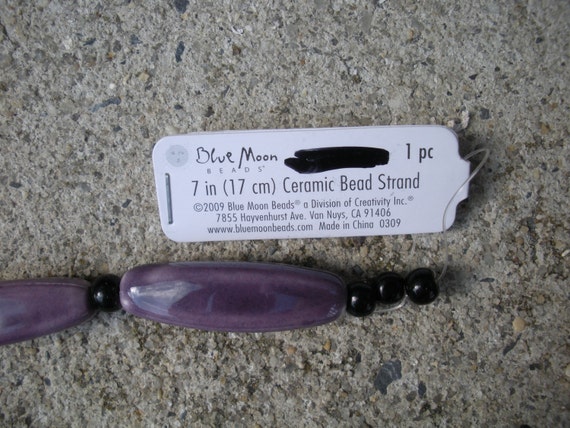 Blue Moon 1 pc
BEADS®
7 in (17 cm) Ceramic Bead Strand
©2009 Blue Moon Beads® a Division of Creativity Inc.®
7855 Hayvenhurst Ave. Van Nuys, CA 91406
www.bluemoonbeads.com Made in China 0309